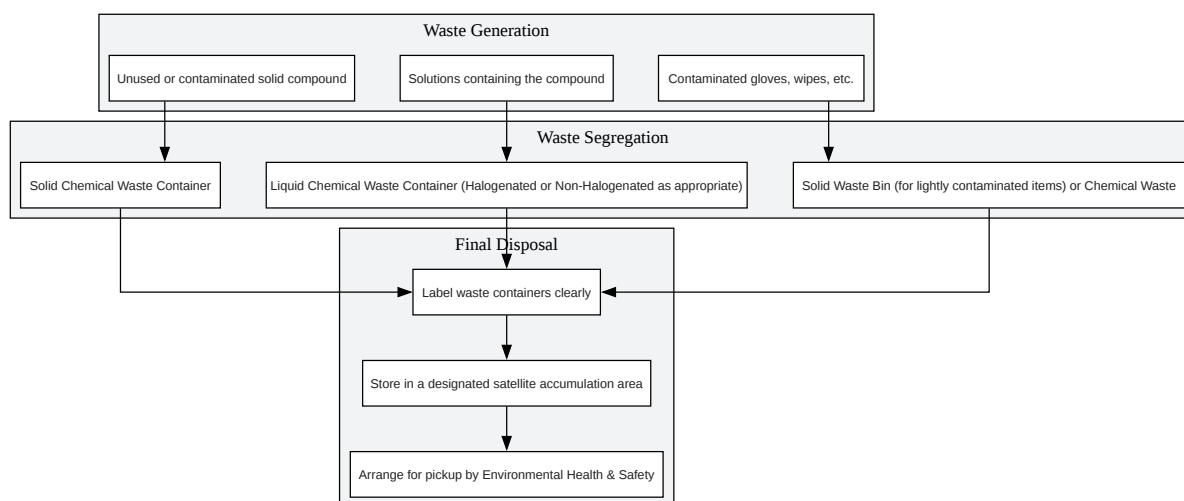 Waste Generation
Unused or contaminated solid compound
Solutions containing the compound
Contaminated gloves, wipes, etc.
Waste Segregation
Solid Chemical Waste Container
Liquid Chemical Waste Container (Halogenated or Non-Halogenated as appropriate)
Solid Waste Bin (for lightly contaminated items) or Chemical Waste
Final Disposal
Label waste containers clearly
Store in a designated satellite accumulation area
Arrange for pickup by Environmental Health & Safety